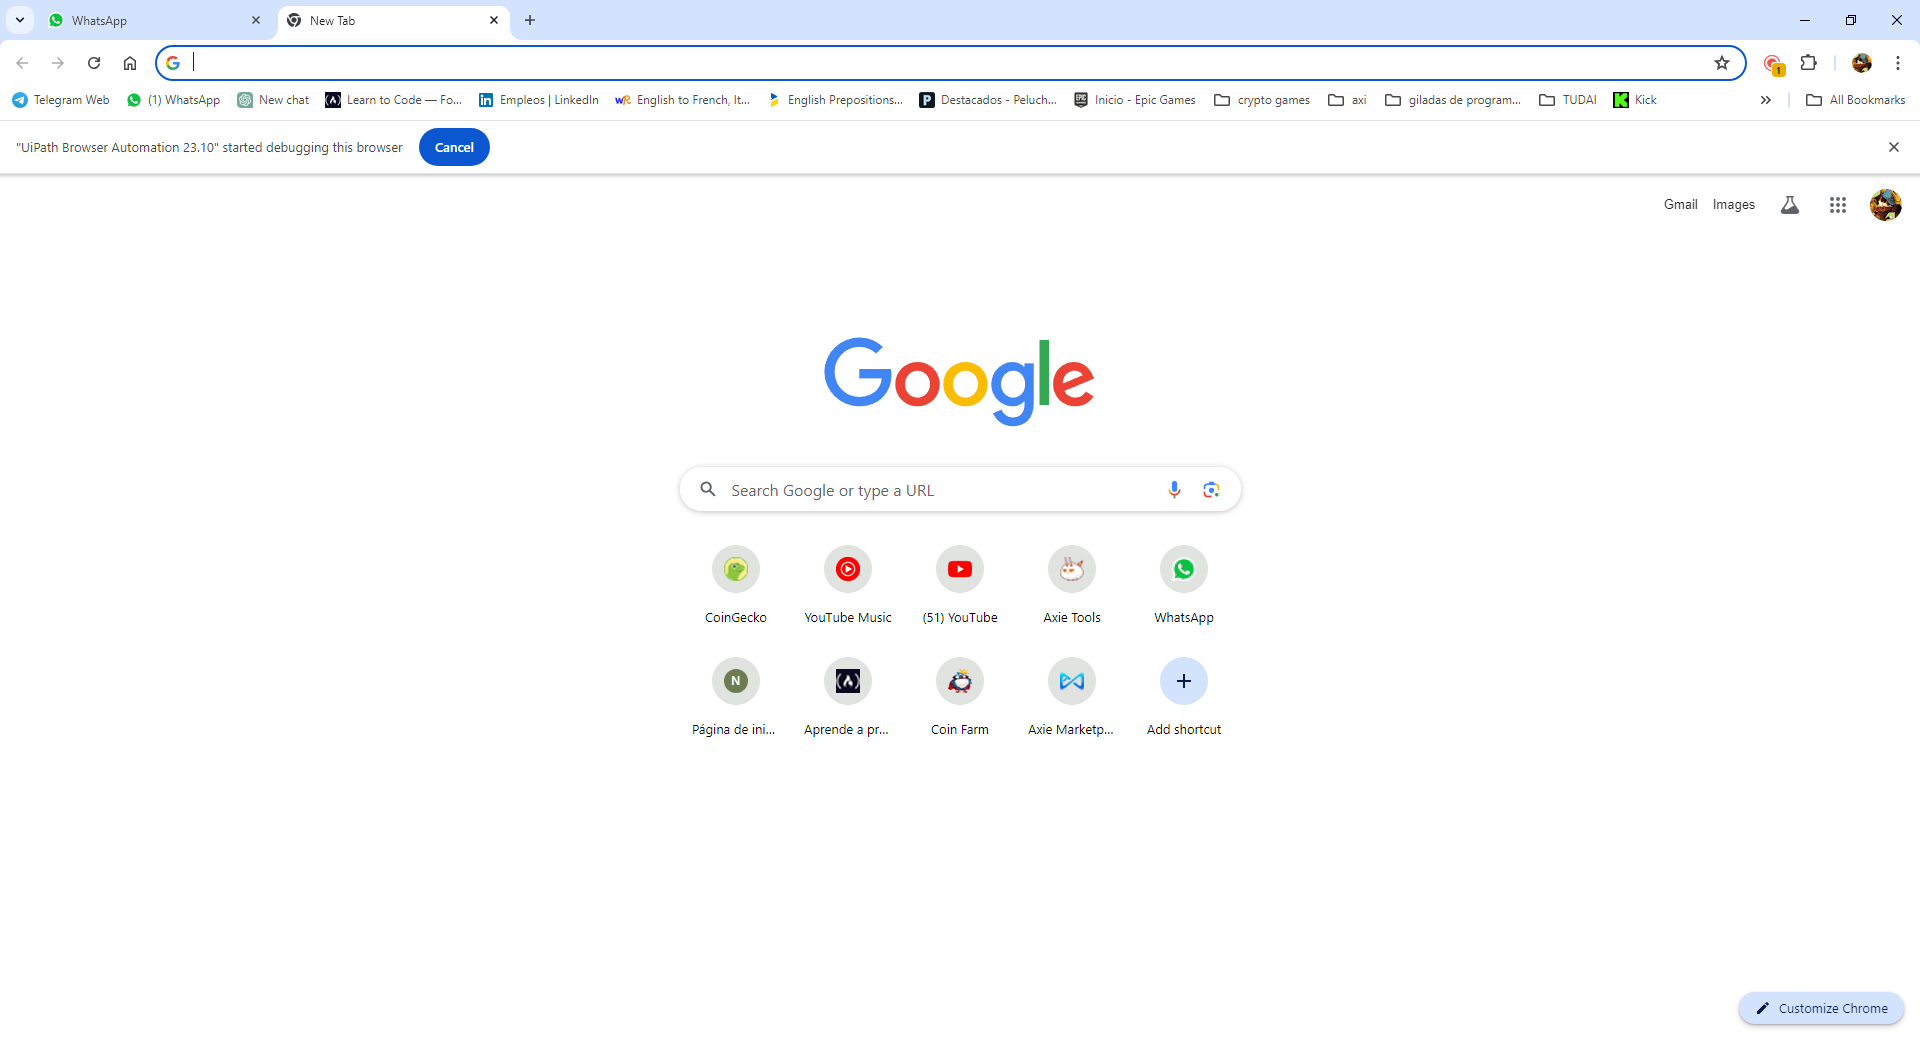 WhatsApp
New Tab
Telegram Web
(1) WhatsApp
New chat
Learn to Code — Fo...
Empleos | LinkedIn
English to French, It...
English Prepositions...
Destacados - Peluch...
Inicio - Epic Games
crypto games
axi
giladas de program...
TUDAI
Kick
All Bookmarks
"UiPath Browser Automation 23.10" started debugging this browser
Cancel
Gmail
Images
Google
Search Google or type a URL
CoinGecko
YouTube Music
(51) YouTube
Axie Tools
WhatsApp
N
Página de ini...
Aprende a pr...
Coin Farm
Axie Marketp...
Add shortcut
Customize Chrome